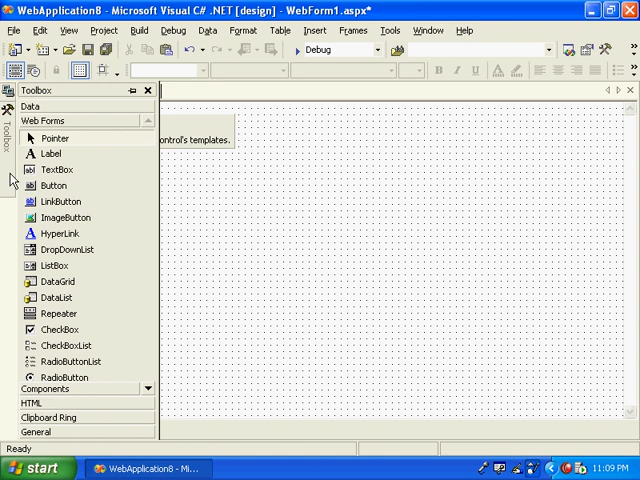 WebApplication8 - Microsoft Visual C# .NET [design] - WebForm1.aspx*
File Edit View Project Build Debug Data Format Table Insert Frames Tools Window Help
Debug
Toolbox
Toolbox
Data
Web Forms
Pointer
Label
TextBox
Button
LinkButton
ImageButton
HyperLink
DropDownList
ListBox
DataGrid
DataList
Repeater
CheckBox
CheckBoxList
RadioButtonList
RadioButton
Components
HTML
Clipboard Ring
General
ontrol's templates.
Ready
start WebApplication8 - Mi... 11:09 PM